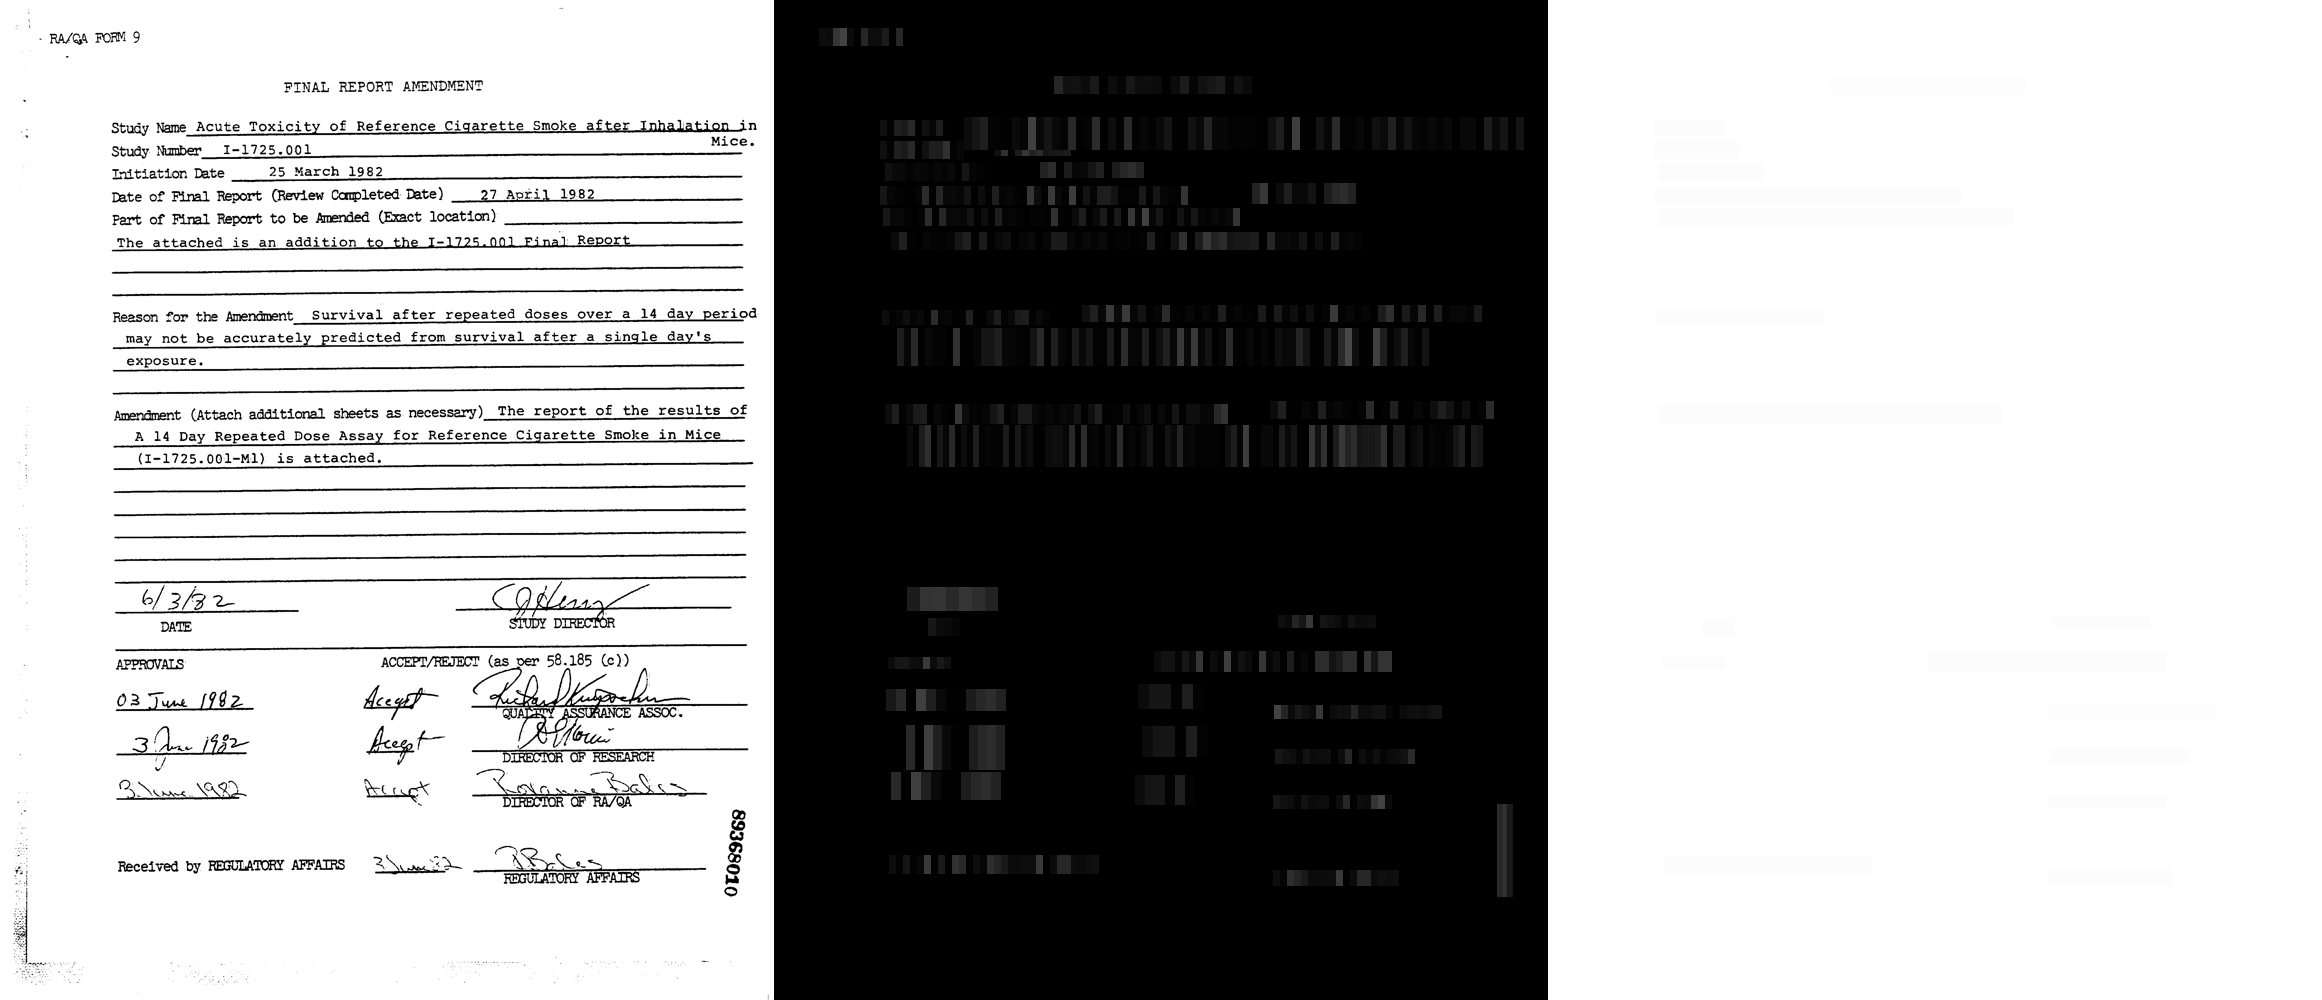 RA/QA FORM 9
FINAL REPORT AMENDMENT
Study Name Acute Toxicity of Reference Cigarette Smoke after Inhalation in
Mice.
Study Number I-1725.001
Initiation Date 25 March 1982
Date of Final Report (Review Completed Date) 27 April 1982
Part of Final Report to be Amended (Exact location)
The attached is an addition to the I-1725.001 Final Report
Reason for the Amendment Survival after repeated doses over a 14 day period
may not be accurately predicted from survival after a single day's
exposure.
Amendment (Attach additional sheets as necessary) The report of the results of
A 14 Day Repeated Dose Assay for Reference Cigarette Smoke in Mice
(I-1725.001-M1) is attached.
6/3/82 CJHenry
DATE STUDY DIRECTOR
APPROVALS ACCEPT/REJECT (as per 58.185 (c))
03 June 1982 Accept Richard
QUALITY ASSURANCE ASSOC.
3 June 1982 Accept
DIRECTOR OF RESEARCH
3 June 1982 Accept Roxanne Bales
DIRECTOR OF RA/QA
Received by REGULATORY AFFAIRS 3 June 82 RBales
REGULATORY AFFAIRS
89368010